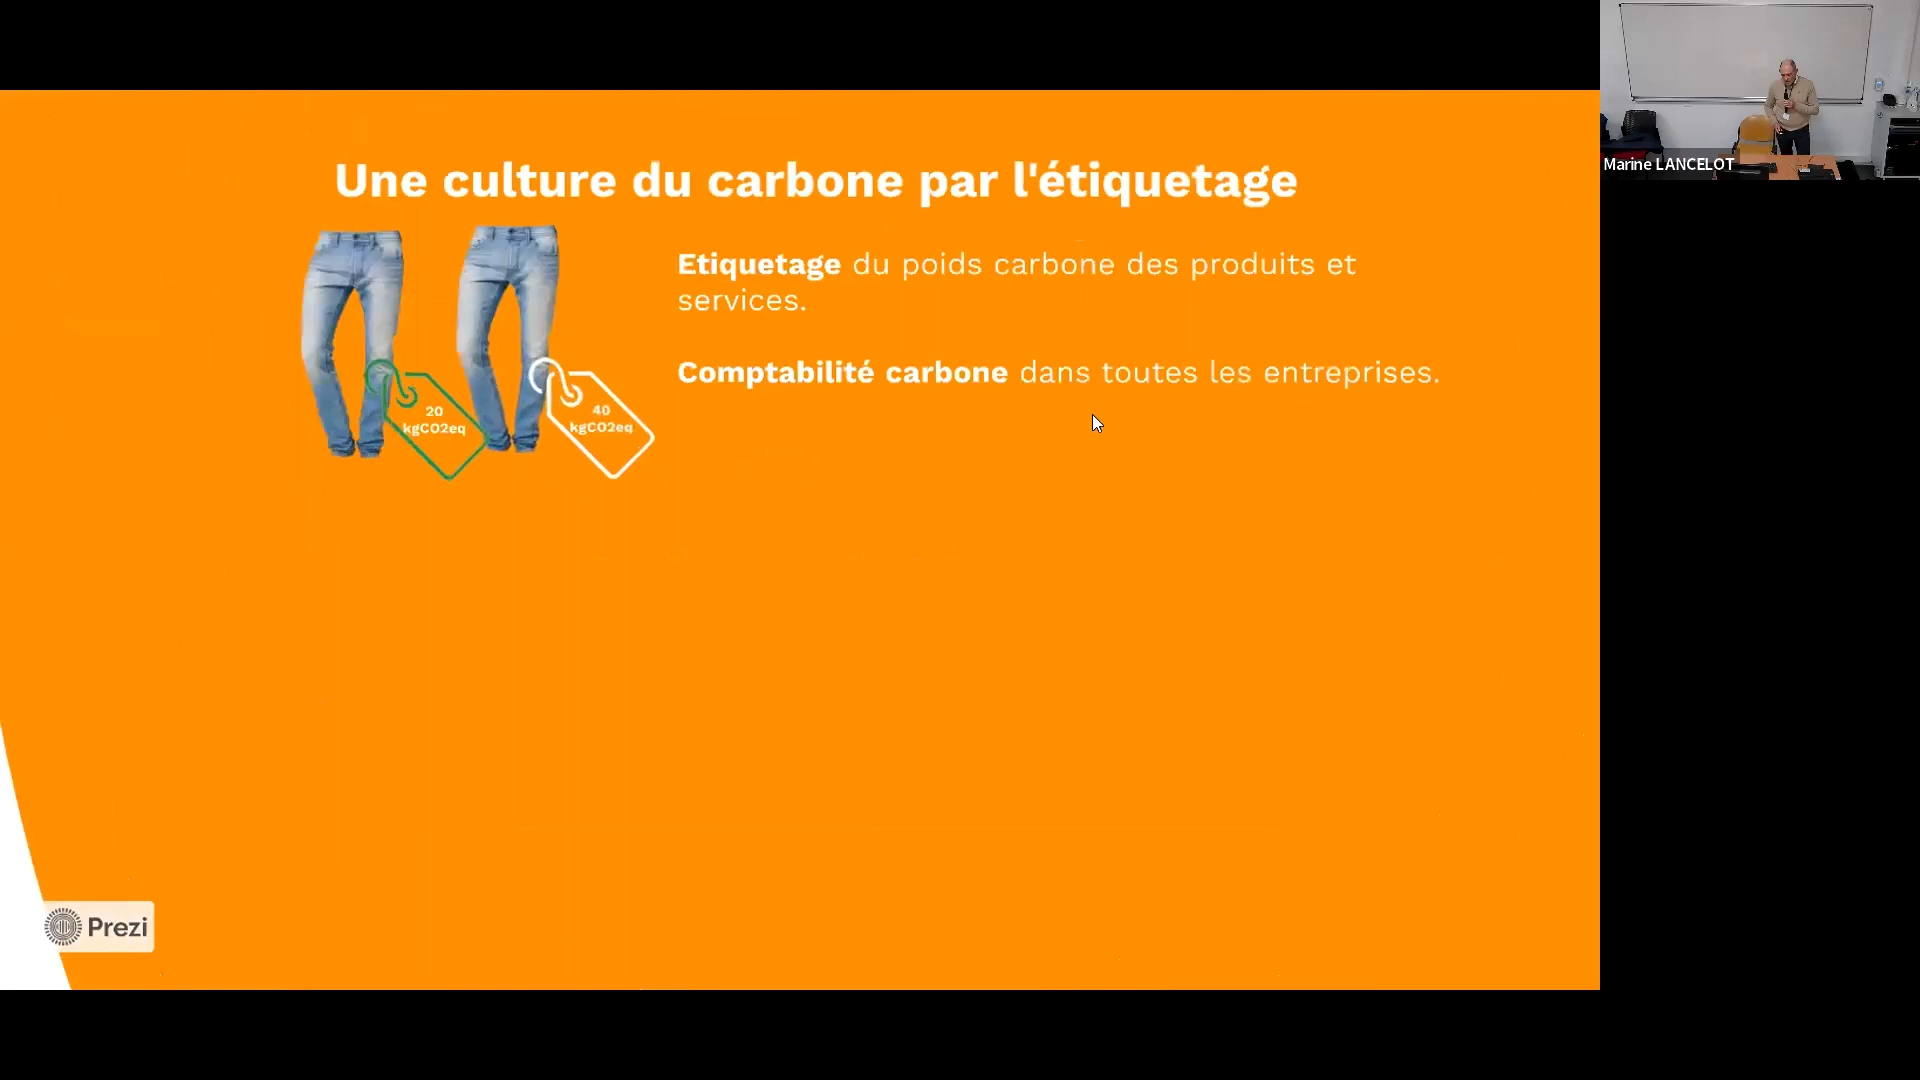 Une culture du carbone par l'étiquetage
Etiquetage du poids carbone des produits et
services.
Comptabilité carbone dans toutes les entreprises.
20
kgCO2eq
40
kgCO2eq
Marine LANCELOT
Prezi